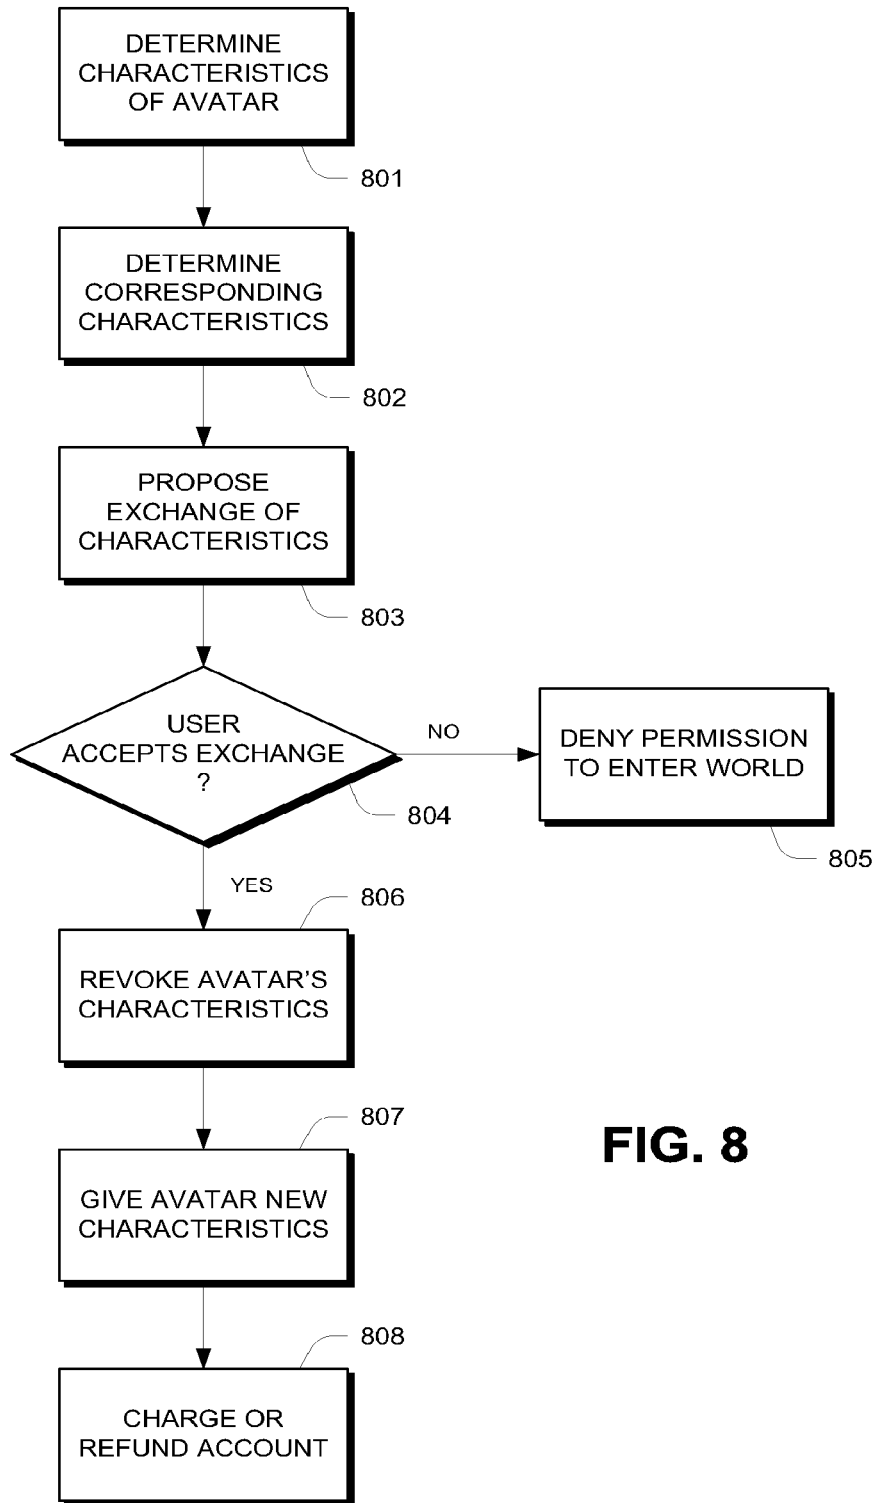 DETERMINE
CHARACTERISTICS
OF AVATAR
801
DETERMINE
CORRESPONDING
CHARACTERISTICS
802
PROPOSE
EXCHANGE OF
CHARACTERISTICS
803
USER
ACCEPTS EXCHANGE
?
804
NO
DENY PERMISSION
TO ENTER WORLD
805
YES
806
REVOKE AVATAR'S
CHARACTERISTICS
807
GIVE AVATAR NEW
CHARACTERISTICS
FIG. 8
808
CHARGE OR
REFUND ACCOUNT